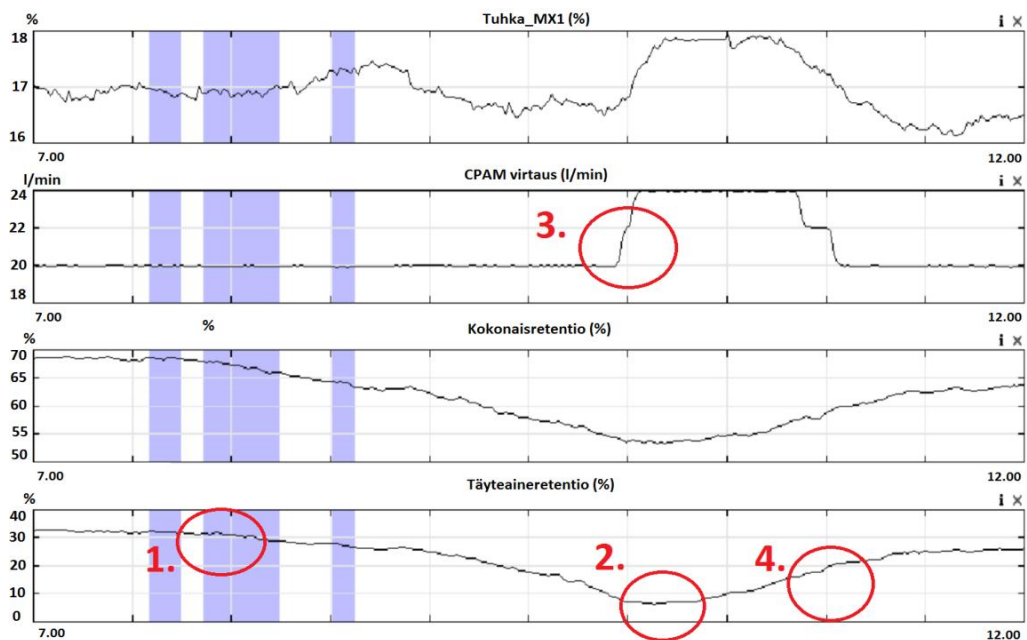 Tuhka_MX1 (%)
% i ×
18
17
16
7.00 12.00
CPAM virtaus (l/min)
l/min i ×
24
22
20
18
3.
7.00 12.00
Kokonaisretentio (%)
% % i ×
70
65
60
55
50
7.00 12.00
Täyteaineretentio (%)
% i ×
40
30
20
10
0
1. 2. 4.
7.00 12.00